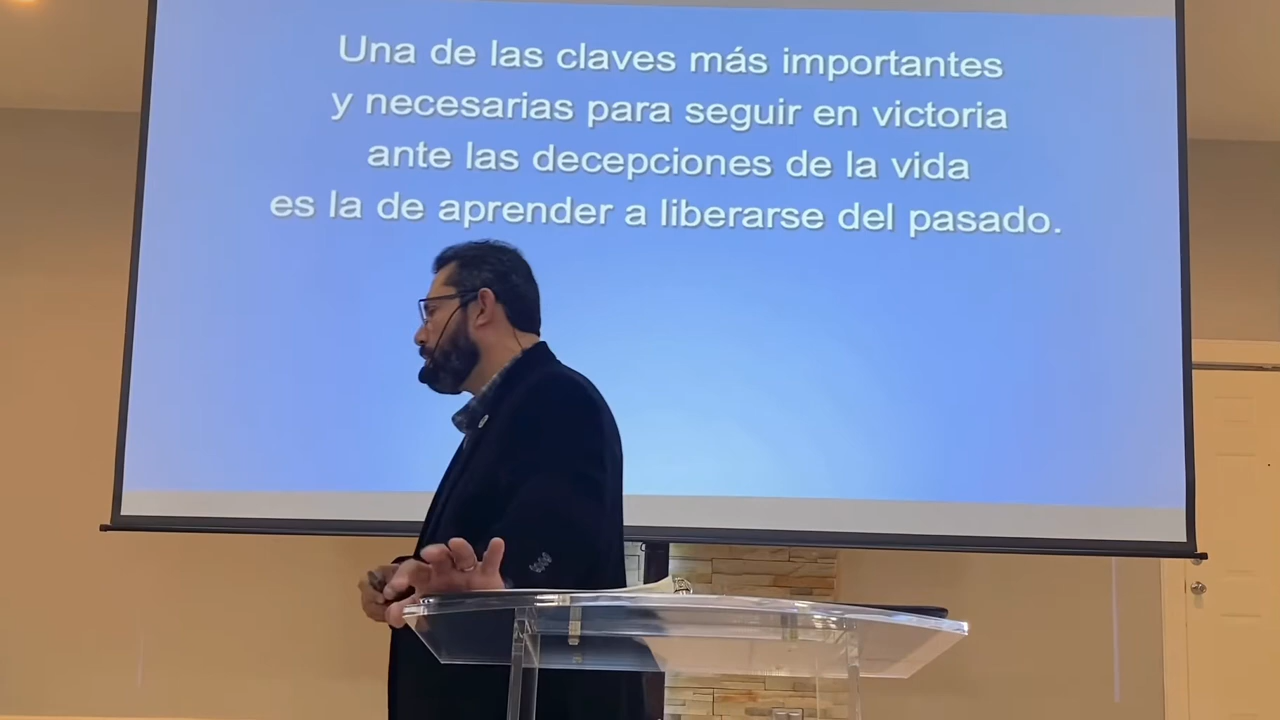 Una de las claves más importantes
y necesarias para seguir en victoria
ante las decepciones de la vida
es la de aprender a liberarse del pasado.